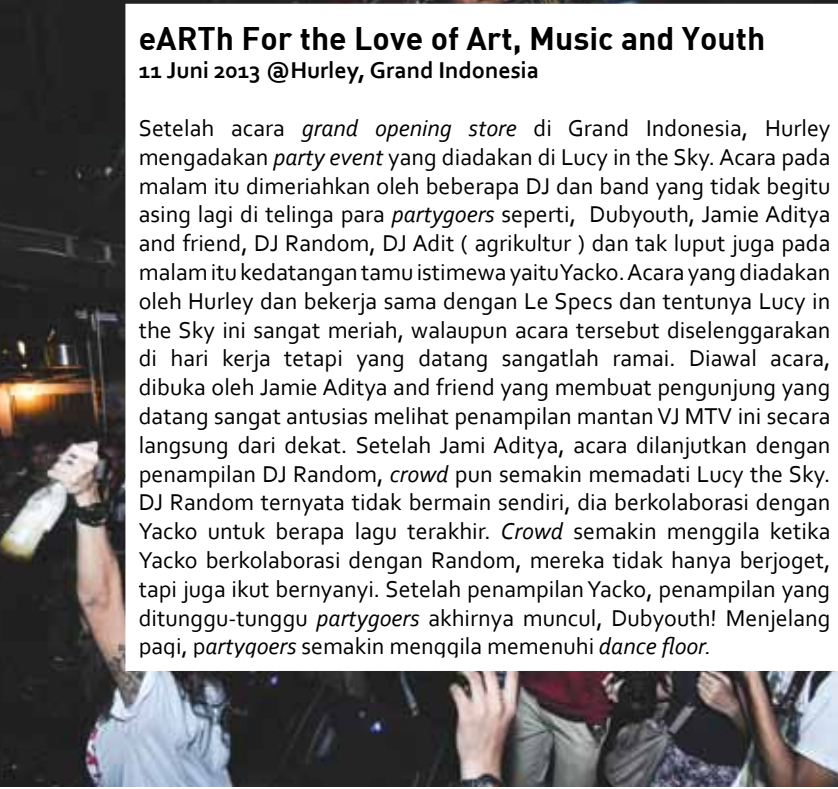 eARTh For the Love of Art, Music and Youth
11 Juni 2013 @Hurley, Grand Indonesia
Setelah acara grand opening store di Grand Indonesia, Hurley
mengadakan party event yang diadakan di Lucy in the Sky. Acara pada
malam itu dimeriahkan oleh beberapa DJ dan band yang tidak begitu
asing lagi di telinga para partygoers seperti, Dubyouth, Jamie Aditya
and friend, DJ Random, DJ Adit ( agrikultur ) dan tak luput juga pada
malam itu kedatangan tamu istimewa yaitu Yacko. Acara yang diadakan
oleh Hurley dan bekerja sama dengan Le Specs dan tentunya Lucy in
the Sky ini sangat meriah, walaupun acara tersebut diselenggarakan
di hari kerja tetapi yang datang sangatlah ramai. Diawal acara,
dibuka oleh Jamie Aditya and friend yang membuat pengunjung yang
datang sangat antusias melihat penampilan mantan VJ MTV ini secara
langsung dari dekat. Setelah Jami Aditya, acara dilanjutkan dengan
penampilan DJ Random, crowd pun semakin memadati Lucy the Sky.
DJ Random ternyata tidak bermain sendiri, dia berkolaborasi dengan
Yacko untuk berapa lagu terakhir. Crowd semakin menggila ketika
Yacko berkolaborasi dengan Random, mereka tidak hanya berjoget,
tapi juga ikut bernyanyi. Setelah penampilan Yacko, penampilan yang
ditunggu-tunggu partygoers akhirnya muncul, Dubyouth! Menjelang
pagi, partygoers semakin menggila memenuhi dance floor.